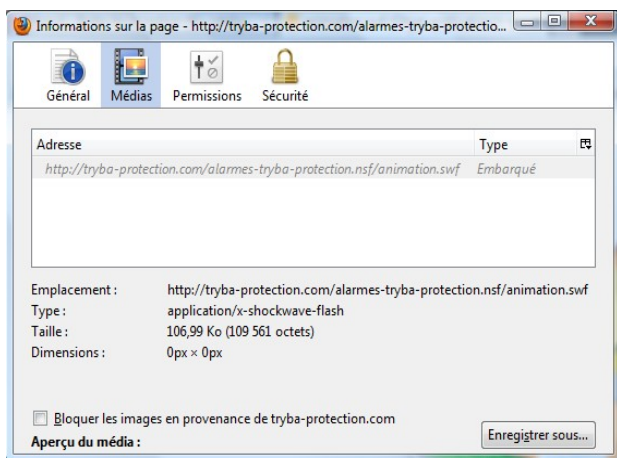 Informations sur la page - http://tryba-protection.com/alarmes-tryba-protectio...
Général Médias Permissions Sécurité
Adresse Type
http://tryba-protection.com/alarmes-tryba-protection.nsf/animation.swf Embarqué
Emplacement : http://tryba-protection.com/alarmes-tryba-protection.nsf/animation.swf
Type : application/x-shockwave-flash
Taille : 106,99 Ko (109 561 octets)
Dimensions : 0px × 0px
Bloquer les images en provenance de tryba-protection.com
Aperçu du média :
Enregistrer sous...